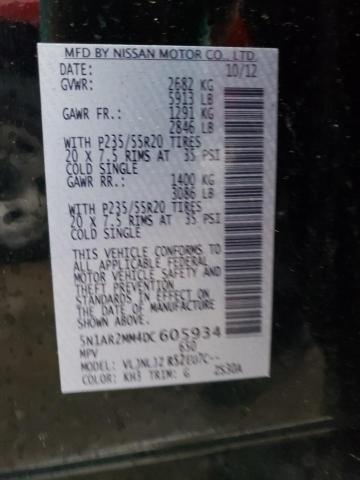 MFD BY NISSAN MOTOR CO., LTD.
DATE: 10/12
GVWR: 2682 KG
5913 LB
GAWR FR.: 1291 KG
2846 LB
WITH P235/55R20 TIRES
20 X 7.5 RIMS AT 35 PSI
COLD SINGLE
GAWR RR.: 1400 KG
3086 LB
WITH P235/55R20 TIRES
20 X 7.5 RIMS AT 35 PSI
COLD SINGLE
THIS VEHICLE CONFORMS TO
ALL APPLICABLE FEDERAL
MOTOR VEHICLE SAFETY AND
THEFT PREVENTION
STANDARDS IN EFFECT ON
THE DATE OF MANUFACTURE
SHOWN ABOVE.
5N1AR2MM4DC605934
MPV 650
MODEL:
COLOR: KH3 TRIM: G 2530A